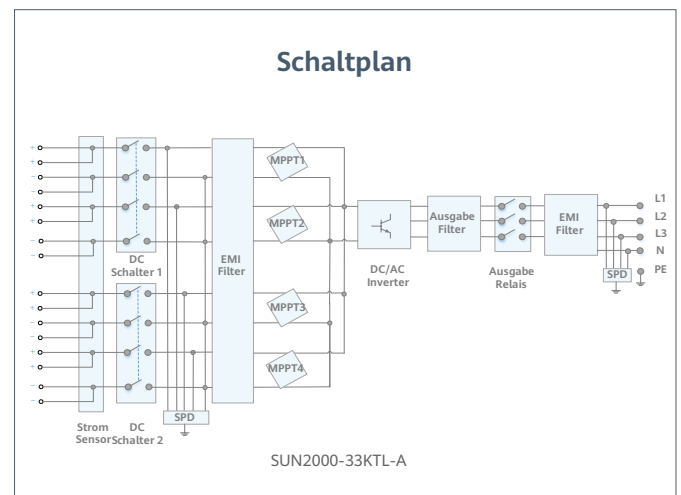 Schaltplan
+
+
−
−
+
+
−
−
+
+
−
−
+
+
−
−
DC
Schalter 1
EMI
Filter
MPPT1
MPPT2
MPPT3
MPPT4
DC/AC
Inverter
Ausgabe
Filter
Ausgabe
Relais
EMI
Filter
L1
L2
L3
N
PE
SPD
SPD
Strom
Sensor
DC
Schalter 2
SUN2000-33KTL-A